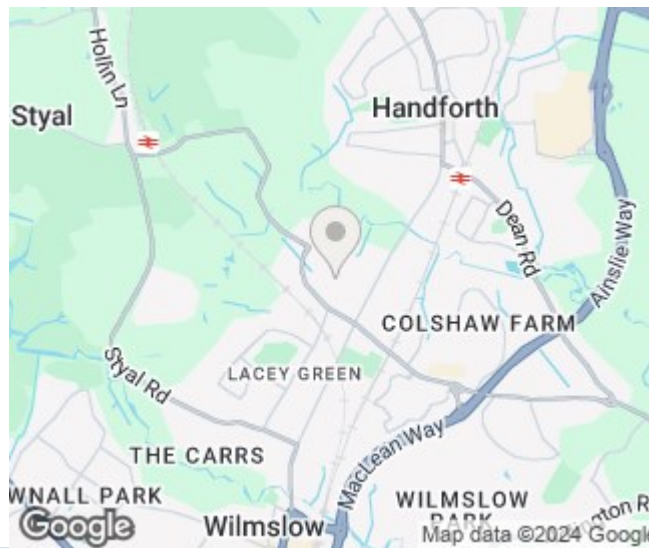 Hollin Ln
Styal
Handforth
Dean Rd
Ainslie Way
COLSHAW FARM
LACEY GREEN
Styal Rd
THE CARRS
MacLean Way
WNALL PARK
WILMSLOW
PARK
Wilmslow
Google
Map data ©2024 Google